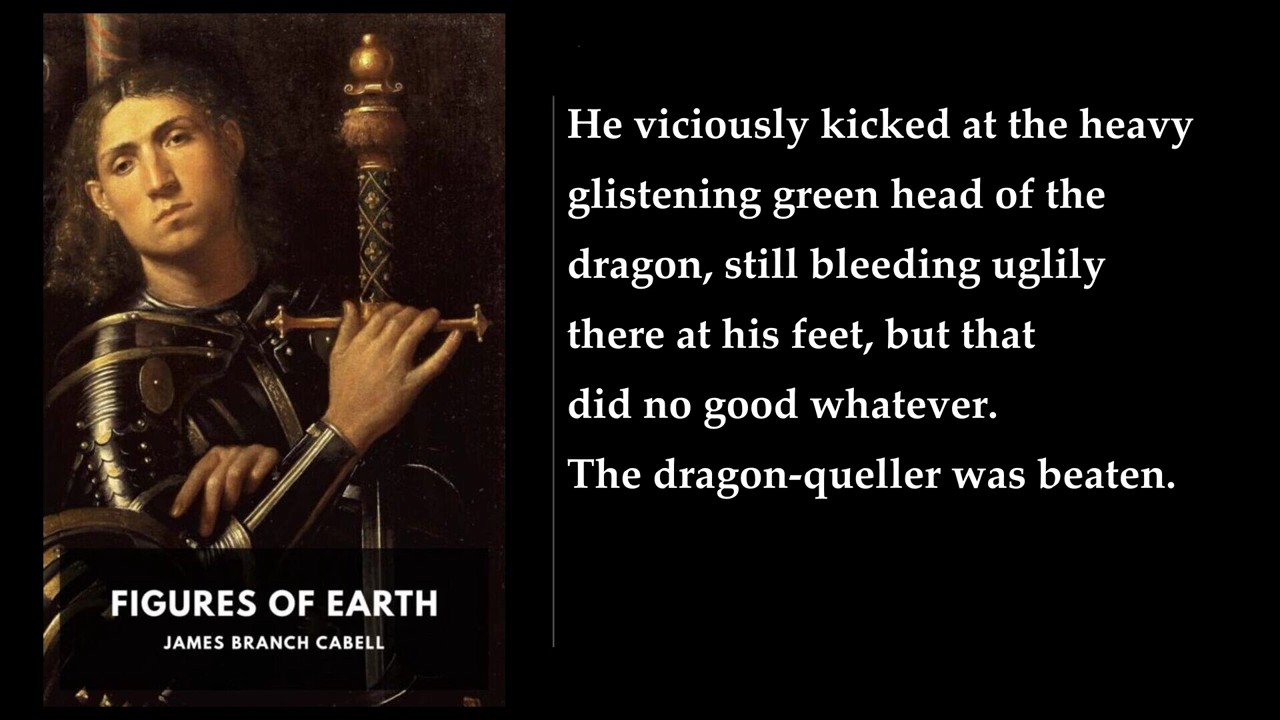 FIGURES OF EARTH
JAMES BRANCH CABELL
He viciously kicked at the heavy
glistening green head of the
dragon, still bleeding uglily
there at his feet, but that
did no good whatever.
The dragon-queller was beaten.